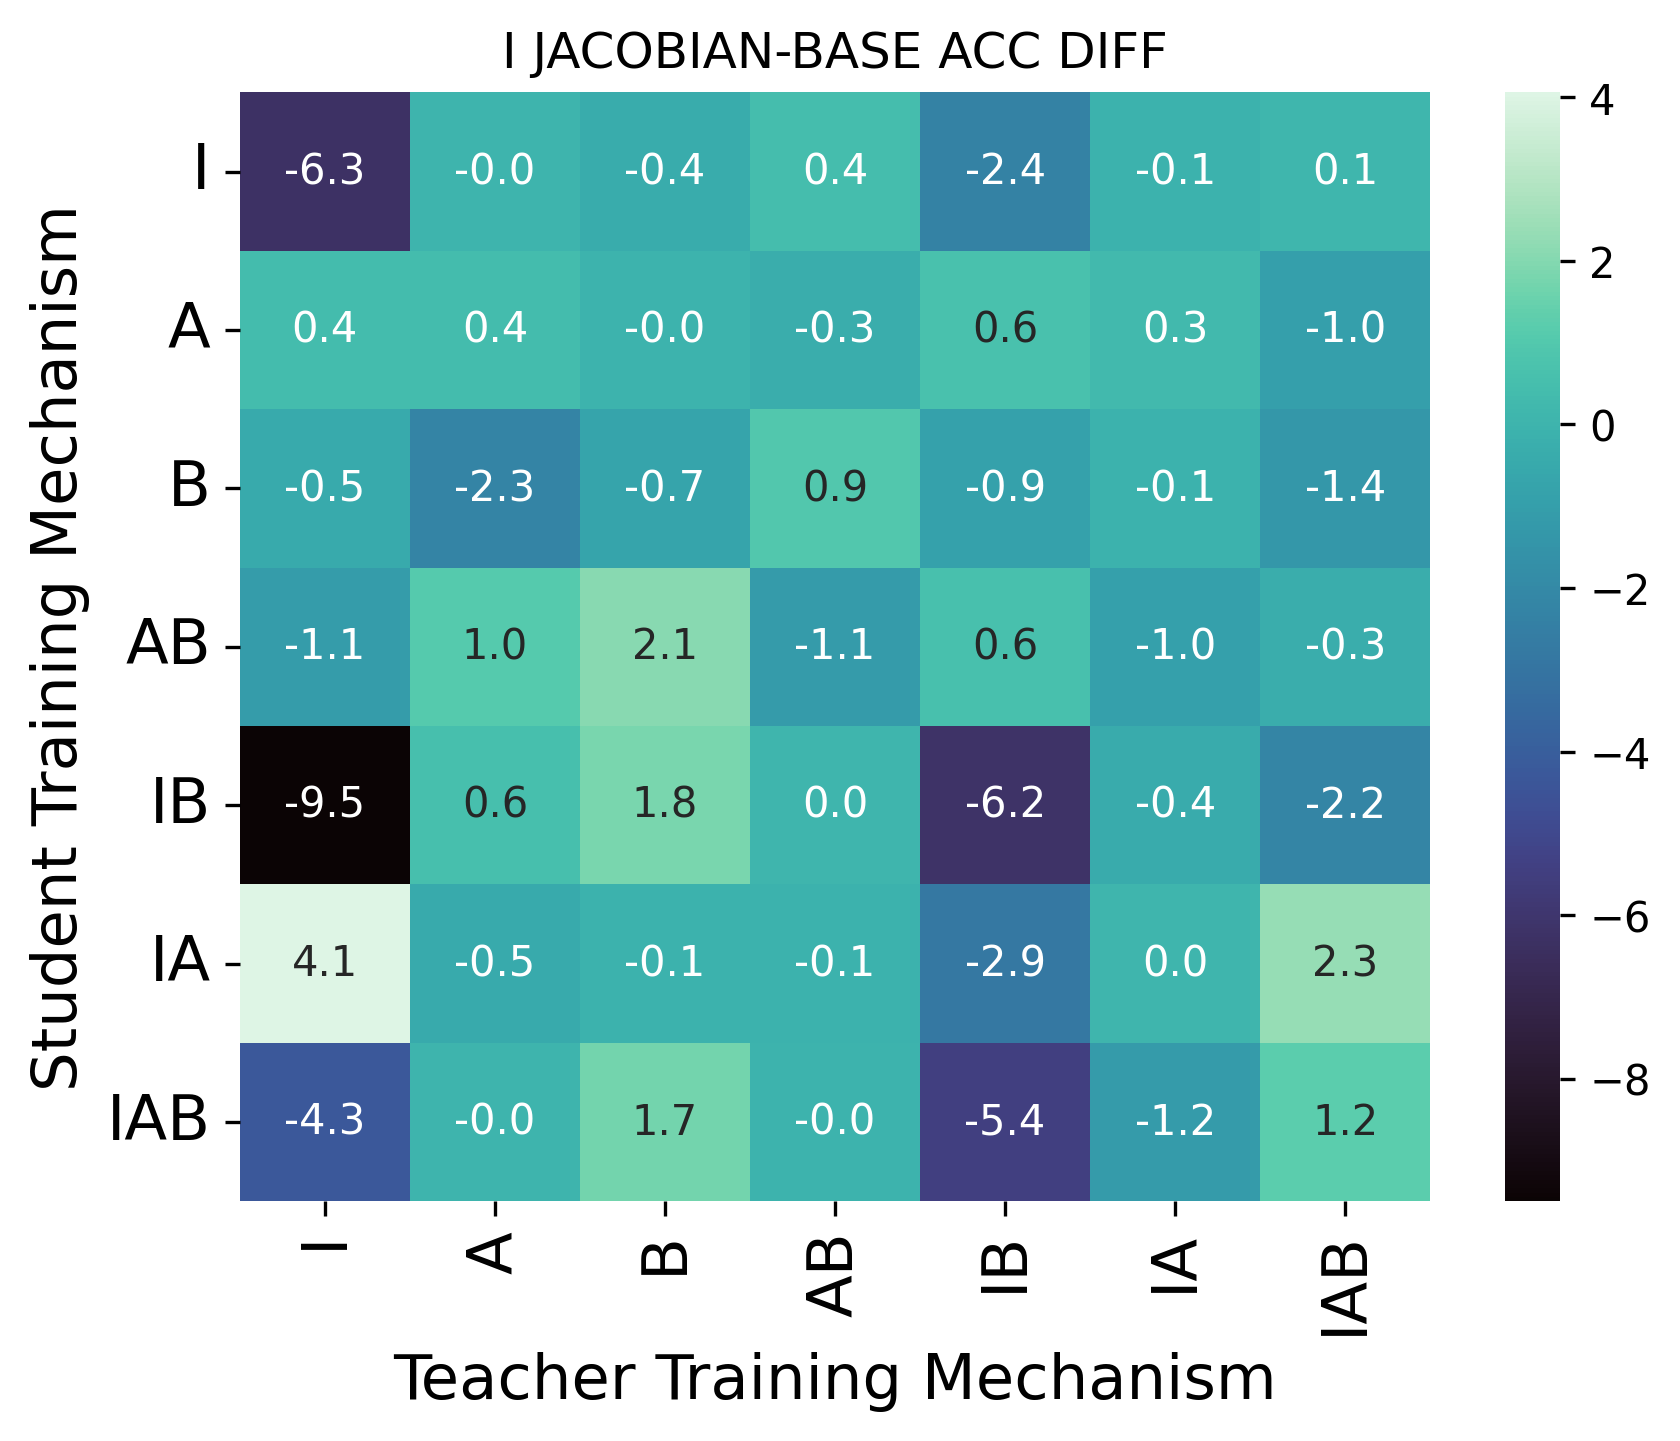 I JACOBIAN-BASE ACC DIFF
Student Training Mechanism
I -6.3 -0.0 -0.4 0.4 -2.4 -0.1 0.1
A 0.4 0.4 -0.0 -0.3 0.6 0.3 -1.0
B -0.5 -2.3 -0.7 0.9 -0.9 -0.1 -1.4
AB -1.1 1.0 2.1 -1.1 0.6 -1.0 -0.3
IB -9.5 0.6 1.8 0.0 -6.2 -0.4 -2.2
IA 4.1 -0.5 -0.1 -0.1 -2.9 0.0 2.3
IAB -4.3 -0.0 1.7 -0.0 -5.4 -1.2 1.2
I A B AB IB IA IAB
Teacher Training Mechanism
4
2
0
−2
−4
−6
−8